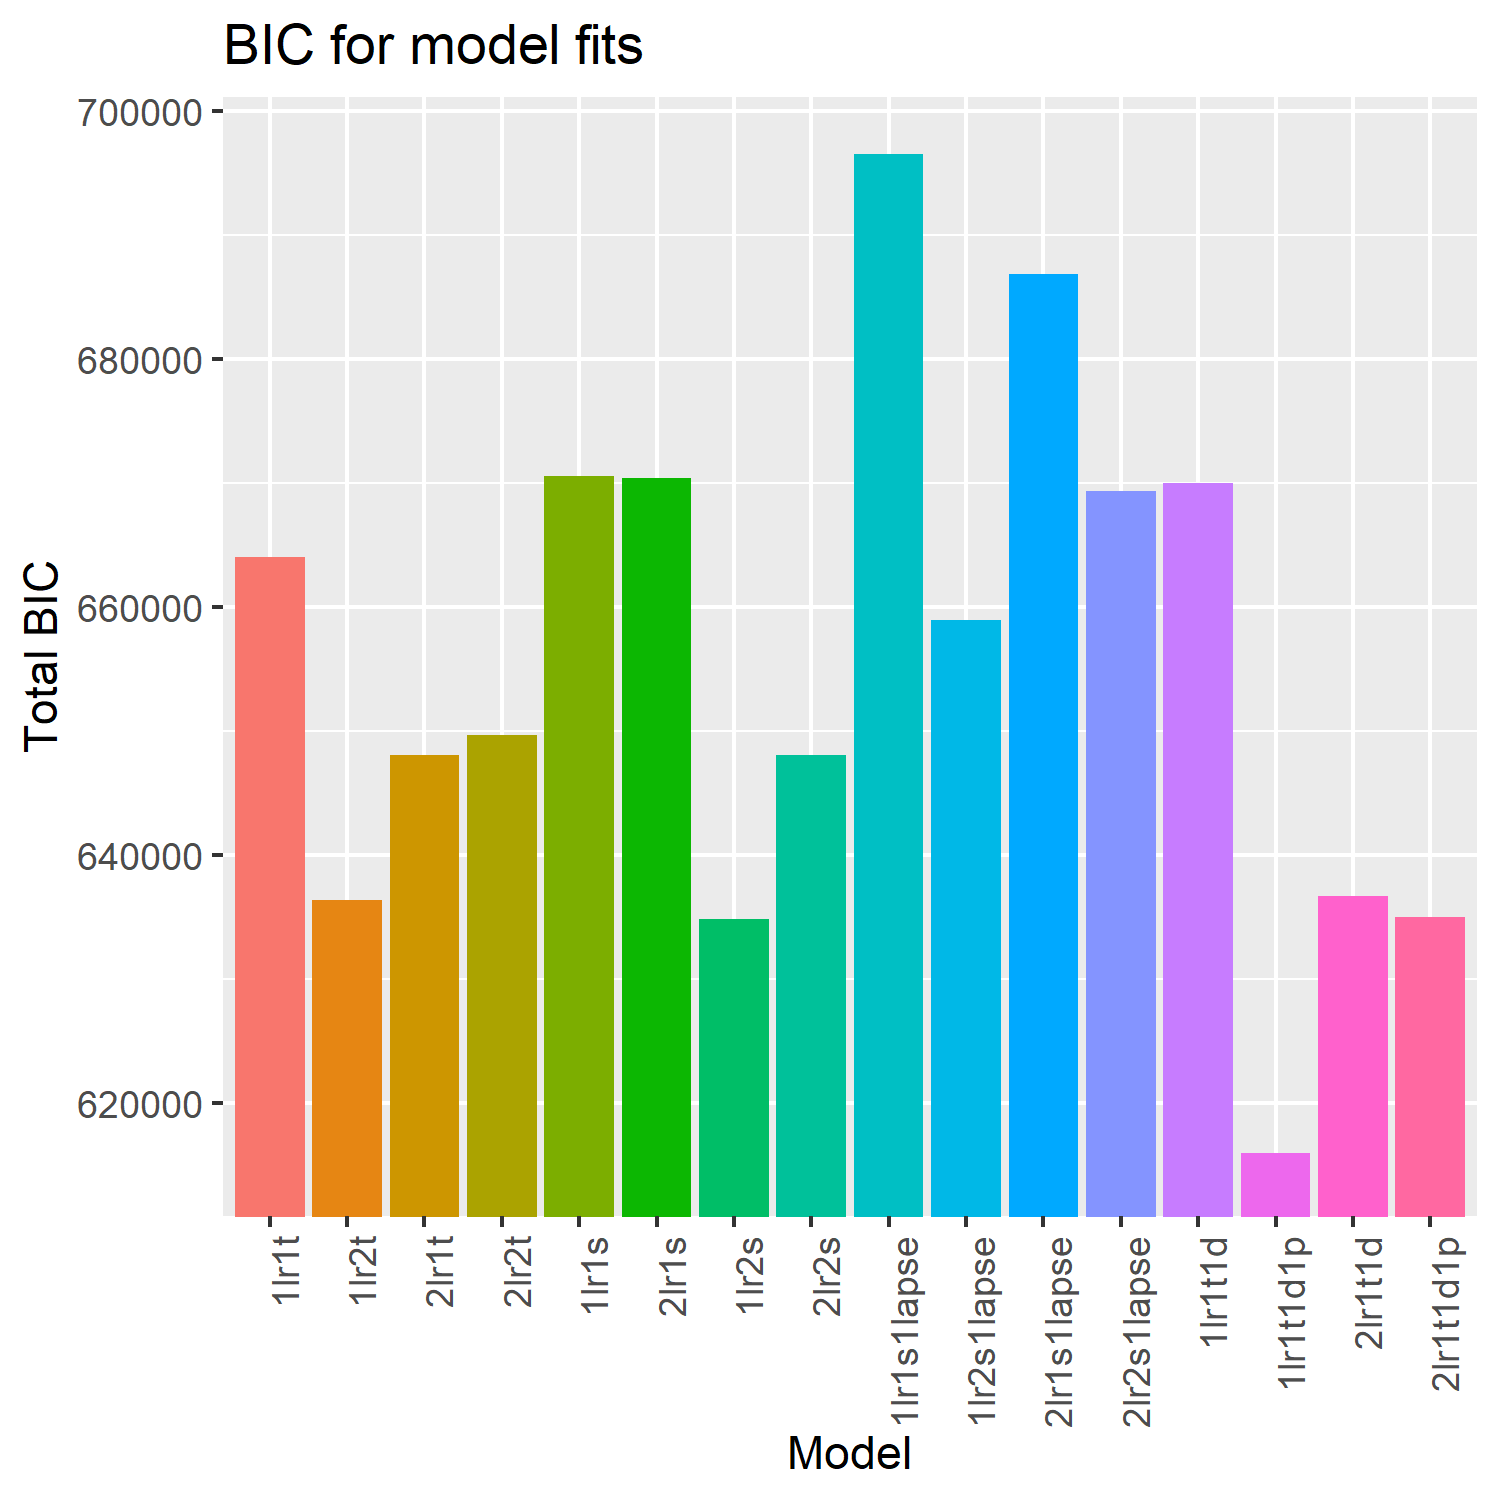 BIC for model fits
700000
680000
660000
640000
620000
Total BIC
1lr1t
1lr2t
2lr1t
2lr2t
1lr1s
2lr1s
1lr2s
2lr2s
1lr1s1lapse
1lr2s1lapse
2lr1s1lapse
2lr2s1lapse
1lr1t1d
1lr1t1d1p
2lr1t1d
2lr1t1d1p
Model